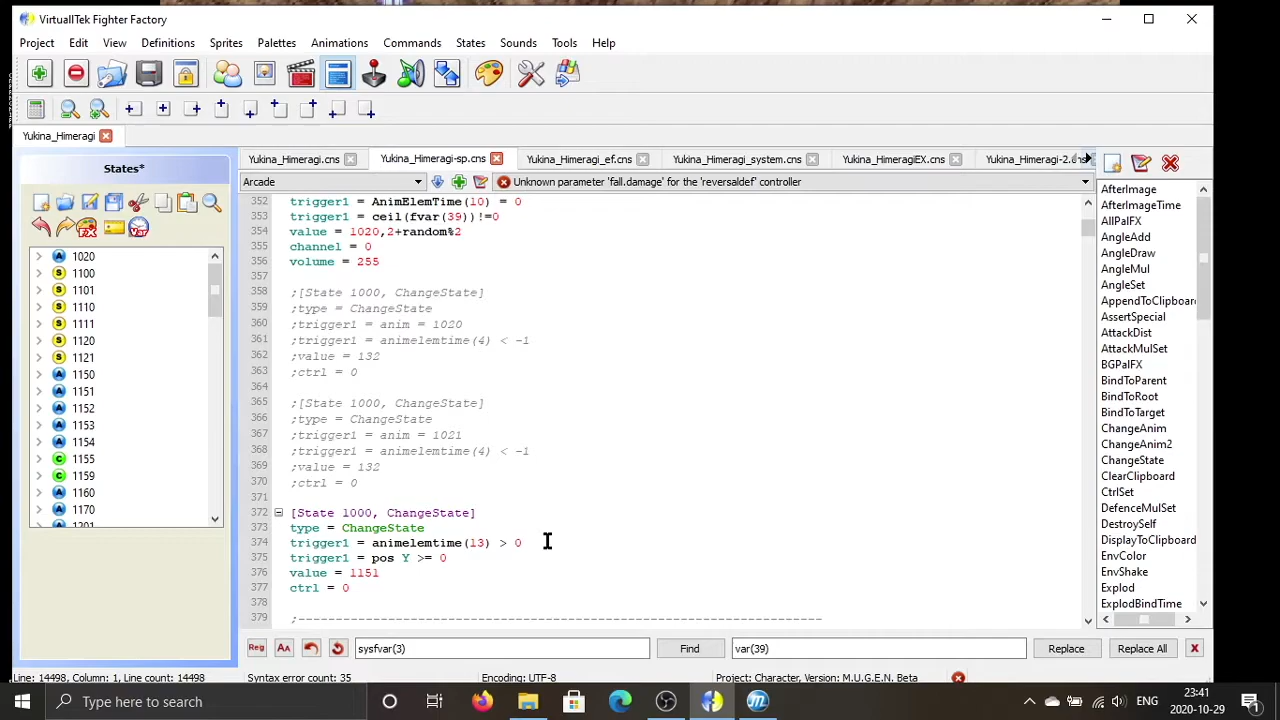 VirtuallTek Fighter Factory
Project Edit View Definitions Sprites Palettes Animations Commands States Sounds Tools Help
Yukina_Himeragi
States*
Yukina_Himeragi.cns Yukina_Himeragi-sp.cns Yukina_Himeragi_ef.cns Yukina_Himeragi_system.cns Yukina_HimeragiEX.cns Yukina_Himeragi-2.
Arcade Unknown parameter 'fall.damage' for the 'reversaldef' controller
1020
1100
1101
1110
1111
1120
1121
1150
1151
1152
1153
1154
1155
1159
1160
1170
1201
352 trigger1 = AnimElemTime(10) = 0
353 trigger1 = ceil(fvar(39))!=0
354 value = 1020,2+random%2
355 channel = 0
356 volume = 255
357
358 ;[State 1000, ChangeState]
359 ;type = ChangeState
360 ;trigger1 = anim = 1020
361 ;trigger1 = animelemtime(4) < -1
362 ;value = 132
363 ;ctrl = 0
364
365 ;[State 1000, ChangeState]
366 ;type = ChangeState
367 ;trigger1 = anim = 1021
368 ;trigger1 = animelemtime(4) < -1
369 ;value = 132
370 ;ctrl = 0
371
372 [State 1000, ChangeState]
373 type = ChangeState
374 trigger1 = animelemtime(13) > 0
375 trigger1 = pos Y >= 0
376 value = 1151
377 ctrl = 0
378
379 ;----------------------------------------------------------------------
AfterImage
AfterImageTime
AllPalFX
AngleAdd
AngleDraw
AngleMul
AngleSet
AppendToClipboar
AssertSpecial
AttackDist
AttackMulSet
BGPalFX
BindToParent
BindToRoot
BindToTarget
ChangeAnim
ChangeAnim2
ChangeState
ClearClipboard
CtrlSet
DefenceMulSet
DestroySelf
DisplayToClipboar
EnvColor
EnvShake
Explod
ExplodBindTime
Reg AA sysfvar(3) Find var(39) Replace Replace All
Line: 14498, Column: 1, Line count: 14498 Syntax error count: 35 Encoding: UTF-8 Project: Character, Version: M.U.G.E.N. Beta
Type here to search
ENG
23:41
2020-10-29